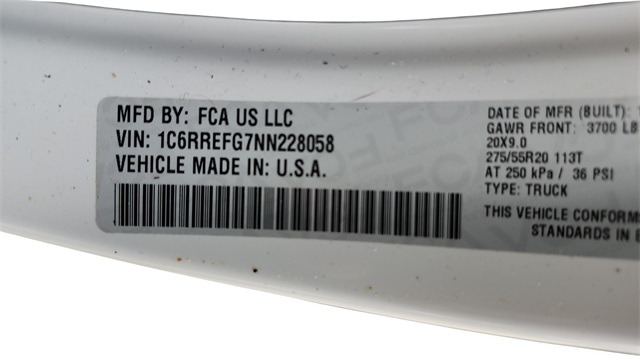 MFD BY: FCA US LLC
VIN: 1C6RREFG7NN228058
VEHICLE MADE IN: U.S.A.
DATE OF MFR (BUILT):
GAWR FRONT: 3700 LB
20X9.0
275/55R20 113T
AT 250 kPa / 36 PSI
TYPE: TRUCK
THIS VEHICLE CONFORM
STANDARDS IN